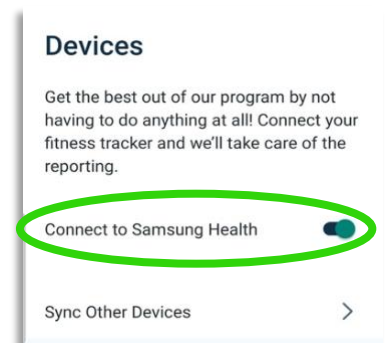 Devices
Get the best out of our program by not
having to do anything at all! Connect your
fitness tracker and we'll take care of the
reporting.
Connect to Samsung Health
Sync Other Devices